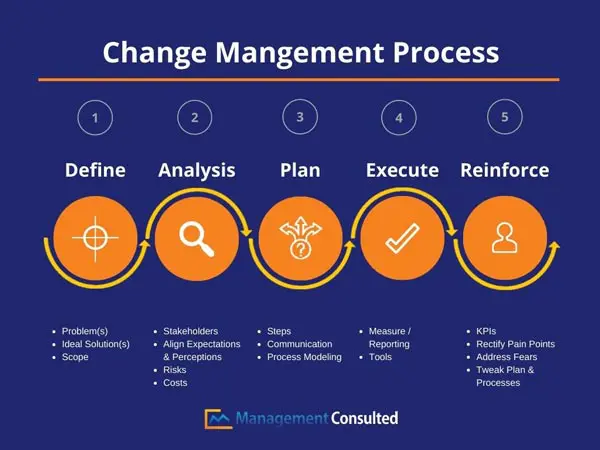 Change Mangement Process
1
2
3
4
5
Define
Analysis
Plan
Execute
Reinforce
?
• Problem(s)
• Ideal Solution(s)
• Scope
• Stakeholders
• Align Expectations
& Perceptions
• Risks
• Costs
• Steps
• Communication
• Process Modeling
• Measure /
Reporting
• Tools
• KPIs
• Rectify Pain Points
• Address Fears
• Tweak Plan &
Processes
Management Consulted